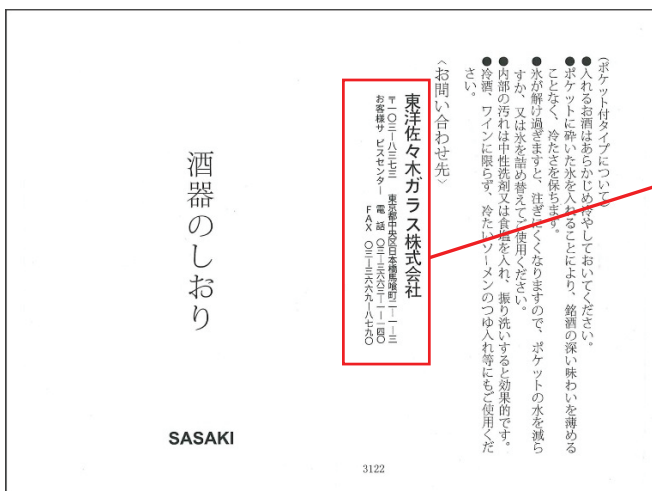 (ポケット付タイプについて)
●入れるお酒はあらかじめ冷やしておいてください。
●ポケットに砕いた氷を入れることにより、銘酒の深い味わいを薄める
ことなく、冷たさを保ちます。
●氷が解け過ぎますと、注ぎにくくなりますので、ポケットの水を減ら
すか、又は氷を詰め替えてご使用ください。
●内部の汚れは中性洗剤又は食塩を入れ、振り洗いすると効果的です。
●冷酒、ワインに限らず、冷たいソーメンのつゆ入れ等にもご使用くだ
さい。
〈お問い合わせ先〉
東洋佐々木ガラス株式会社
〒一〇三―八三七三 東京都中央区日本橋馬喰町二―一―三
お客様サービスセンター 電話 〇三―三六六三―一一四〇
FAX 〇三―三六六九―八七九〇
3122
酒器のしおり
SASAKI